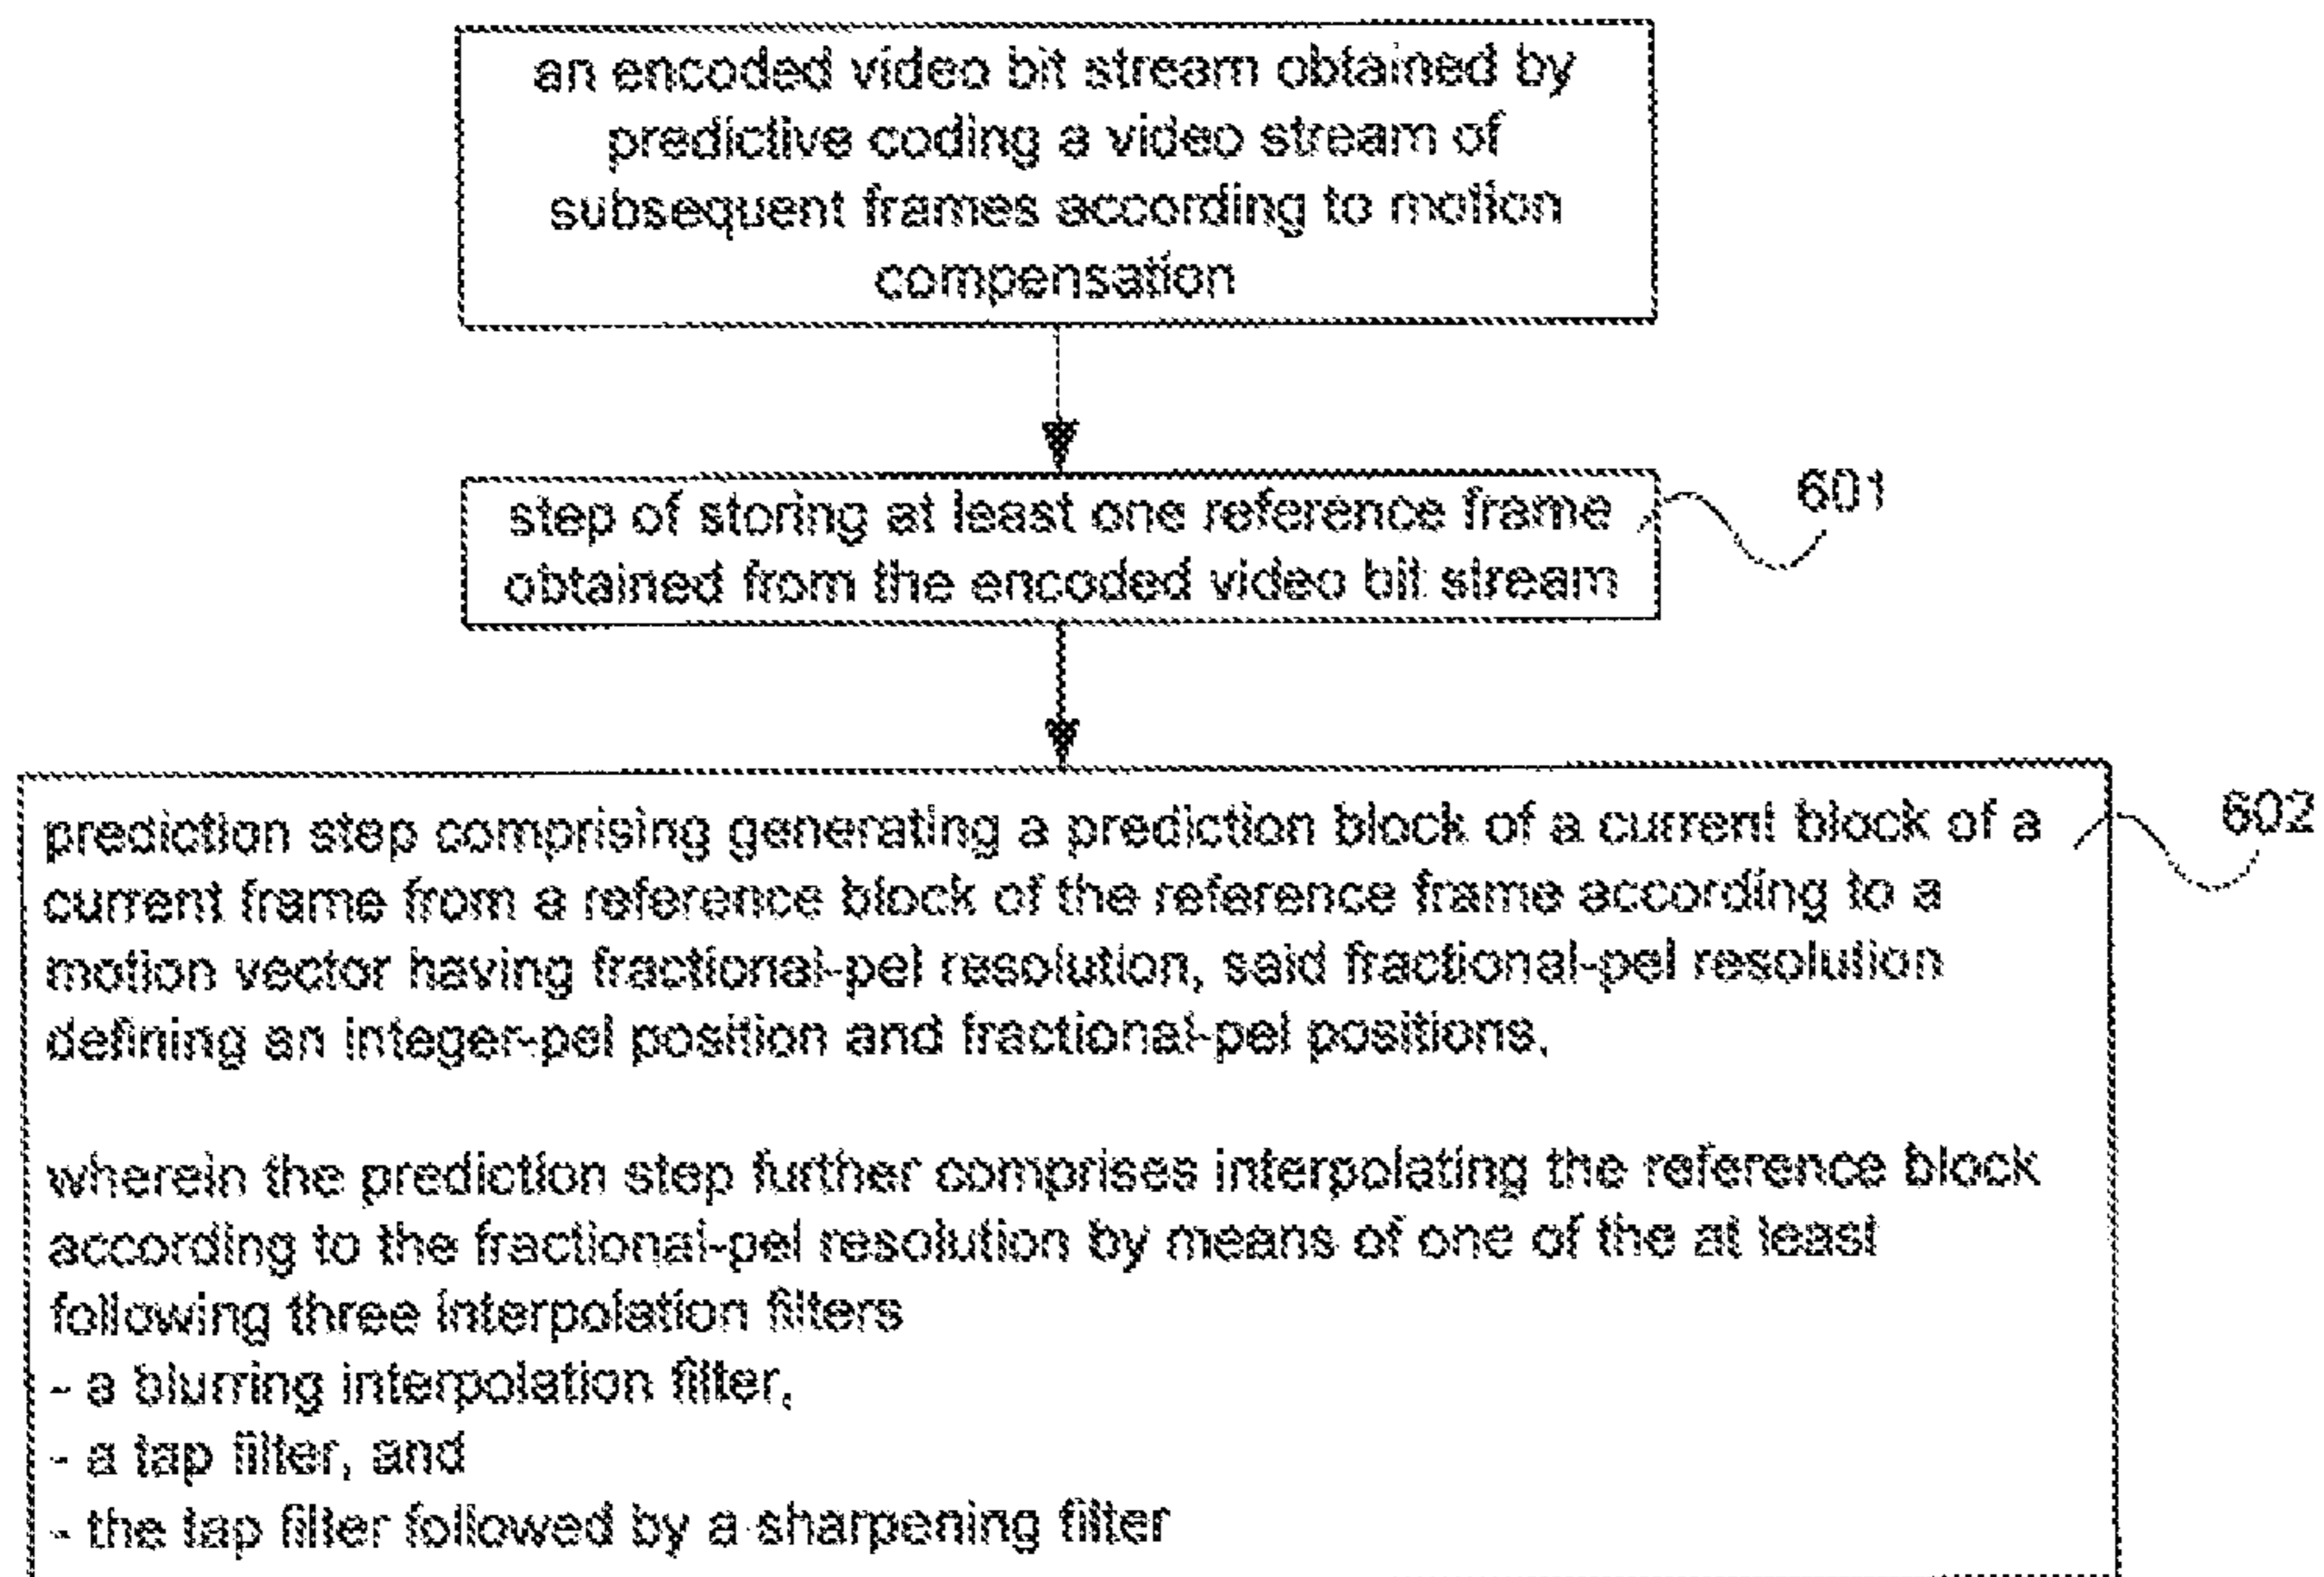 an encoded video bit stream obtained by
predictive coding a video stream of
subsequent frames according to motion
compensation
step of storing at least one reference frame
obtained from the encoded video bit stream
601
prediction step comprising generating a prediction block of a current block of a
current frame from a reference block of the reference frame according to a
motion vector having fractional-pel resolution, said fractional-pel resolution
defining an integer-pel position and fractional-pel positions,
602
wherein the prediction step further comprises interpolating the reference block
according to the fractional-pel resolution by means of one of the at least
following three interpolation filters
- a blurring interpolation filter,
- a tap filter, and
- the tap filter followed by a sharpening filter